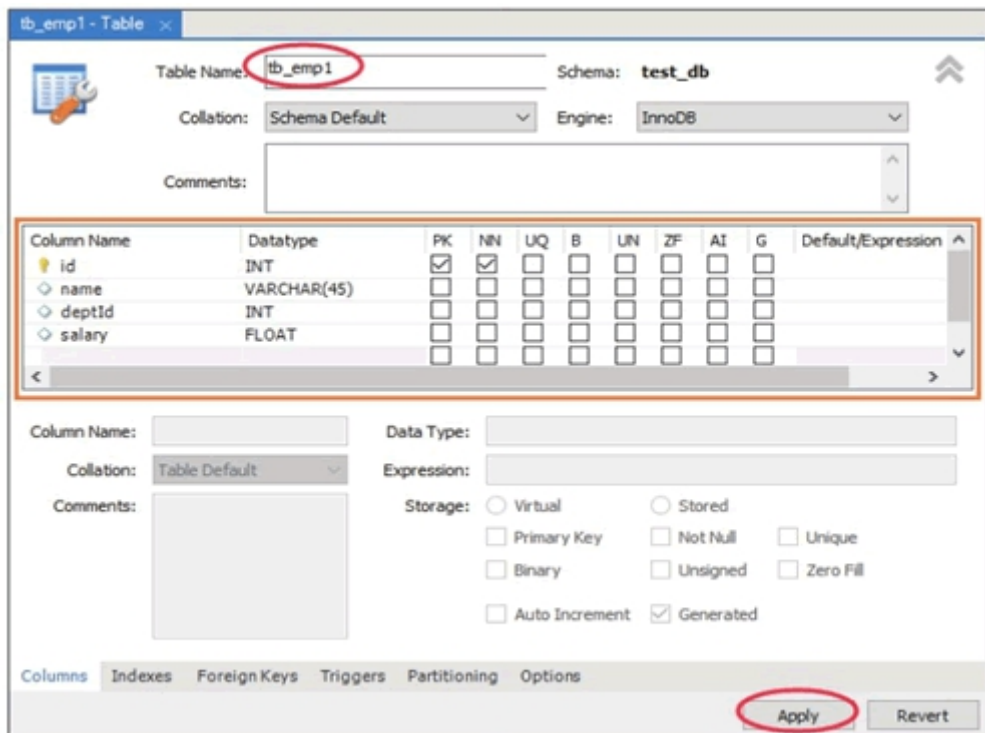 tb_emp1 - Table ×
Table Name: tb_emp1 Schema: test_db
Collation: Schema Default Engine: InnoDB
Comments:
Column Name Datatype PK NN UQ B UN ZF AI G Default/Expression
id INT
name VARCHAR(45)
deptId INT
salary FLOAT
Column Name: Data Type:
Collation: Table Default Expression:
Comments: Storage: Virtual Stored
Primary Key Not Null Unique
Binary Unsigned Zero Fill
Auto Increment Generated
Columns Indexes Foreign Keys Triggers Partitioning Options
Apply Revert